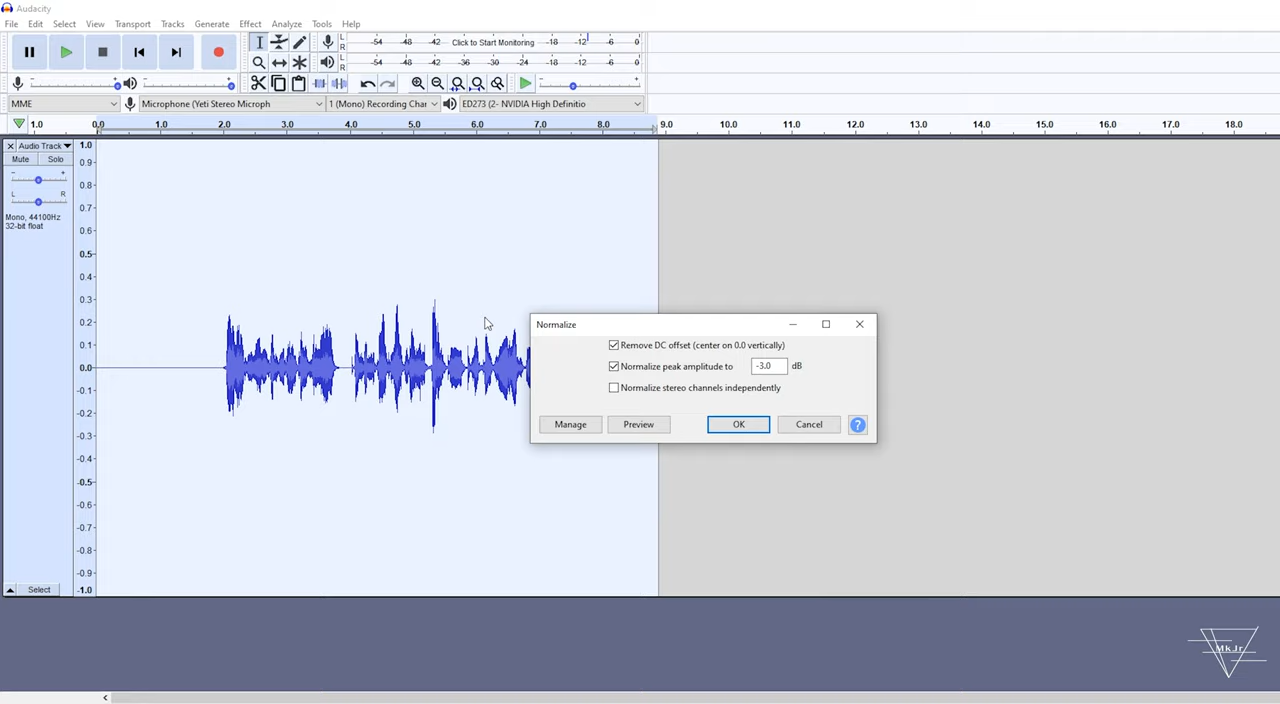 Audacity
File Edit Select View Transport Tracks Generate Effect Analyze Tools Help
L
R -54 -48 -42 Click to Start Monitoring -18 -12 -6 0
L
R -54 -48 -42 -36 -30 -24 -18 -12 -6 0
MME Microphone (Yeti Stereo Microph 1 (Mono) Recording Char ED273 (2- NVIDIA High Definitio
1.0 0.0 1.0 2.0 3.0 4.0 5.0 6.0 7.0 8.0 9.0 10.0 11.0 12.0 13.0 14.0 15.0 16.0 17.0 18.0
Audio Track 1.0
Mute Solo 0.9
- + 0.8
L R 0.7
Mono, 44100Hz
32-bit float
0.6
0.5
0.4
0.3
0.2
0.1
0.0
-0.1
-0.2
-0.3
-0.4
-0.5
-0.6
-0.7
-0.8
-0.9
Select -1.0
Normalize
Remove DC offset (center on 0.0 vertically)
Normalize peak amplitude to -3.0 dB
Normalize stereo channels independently
Manage Preview OK Cancel ?
MkJr